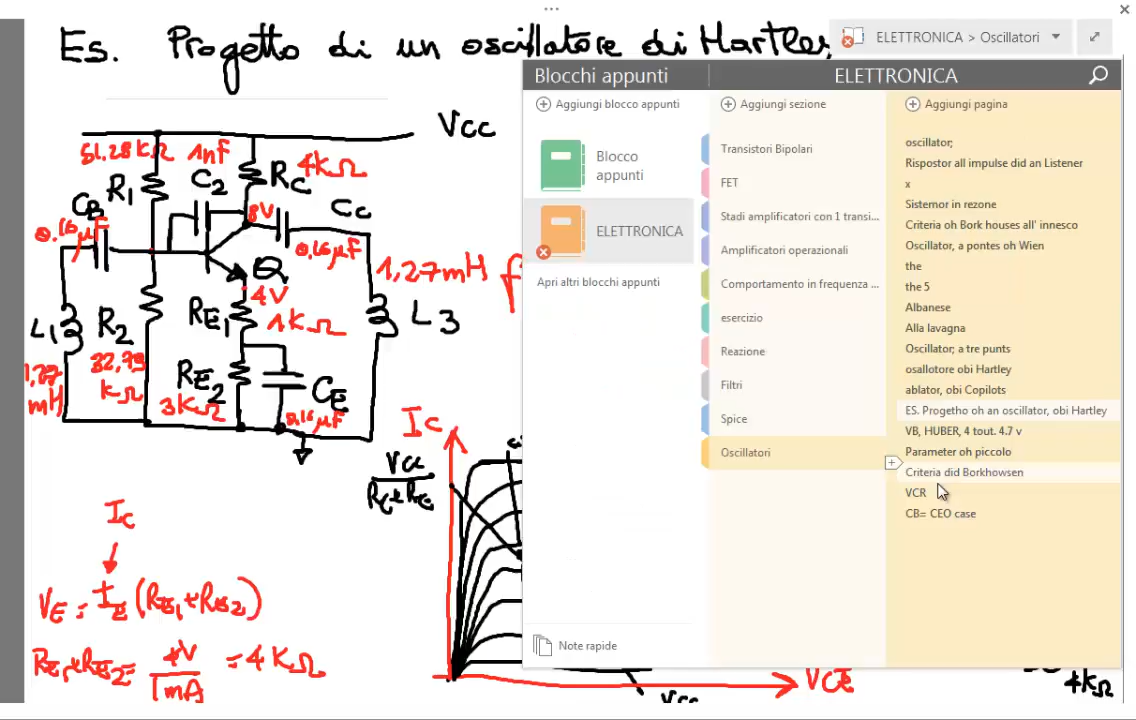 Es. Progetto di un oscillatore di Hartley
ELETTRONICA > Oscillatori
Blocchi appunti
ELETTRONICA
Aggiungi blocco appunti
Aggiungi sezione
Aggiungi pagina
Blocco appunti
ELETTRONICA
Apri altri blocchi appunti
Note rapide
Transistori Bipolari
FET
Stadi amplificatori con 1 transi...
Amplificatori operazionali
Comportamento in frequenza ...
esercizio
Reazione
Filtri
Spice
Oscillatori
oscillator;
Rispostor all impulse did an Listener
x
Sistemor in rezone
Criteria oh Bork houses all' innesco
Oscillator, a pontes oh Wien
the
the 5
Albanese
Alla lavagna
Oscillator; a tre punts
osallotore obi Hartley
ablator, obi Copilots
ES. Progetho oh an oscillator, obi Hartley
VB, HUBER, 4 tout. 4.7 v
Parameter oh piccolo
Criteria did Borkhowsen
VCR
CB= CEO case
Vcc
51.28KΩ
1nF
4KΩ
R1
C2
RC
CB
8V
Cc
0.16μF
0,16μF
Q
1,27mH
f
4V
L1
R2
RE1
1KΩ
L3
1,27 mH
32,79 KΩ
RE2
3KΩ
CE
0.16μF
Ic
Vcc
Rc+RE
Ic
VE = IE (RE1+RE2)
RE1+RE2 = 4V / 1mA = 4KΩ
VCE
Vcc
4KΩ